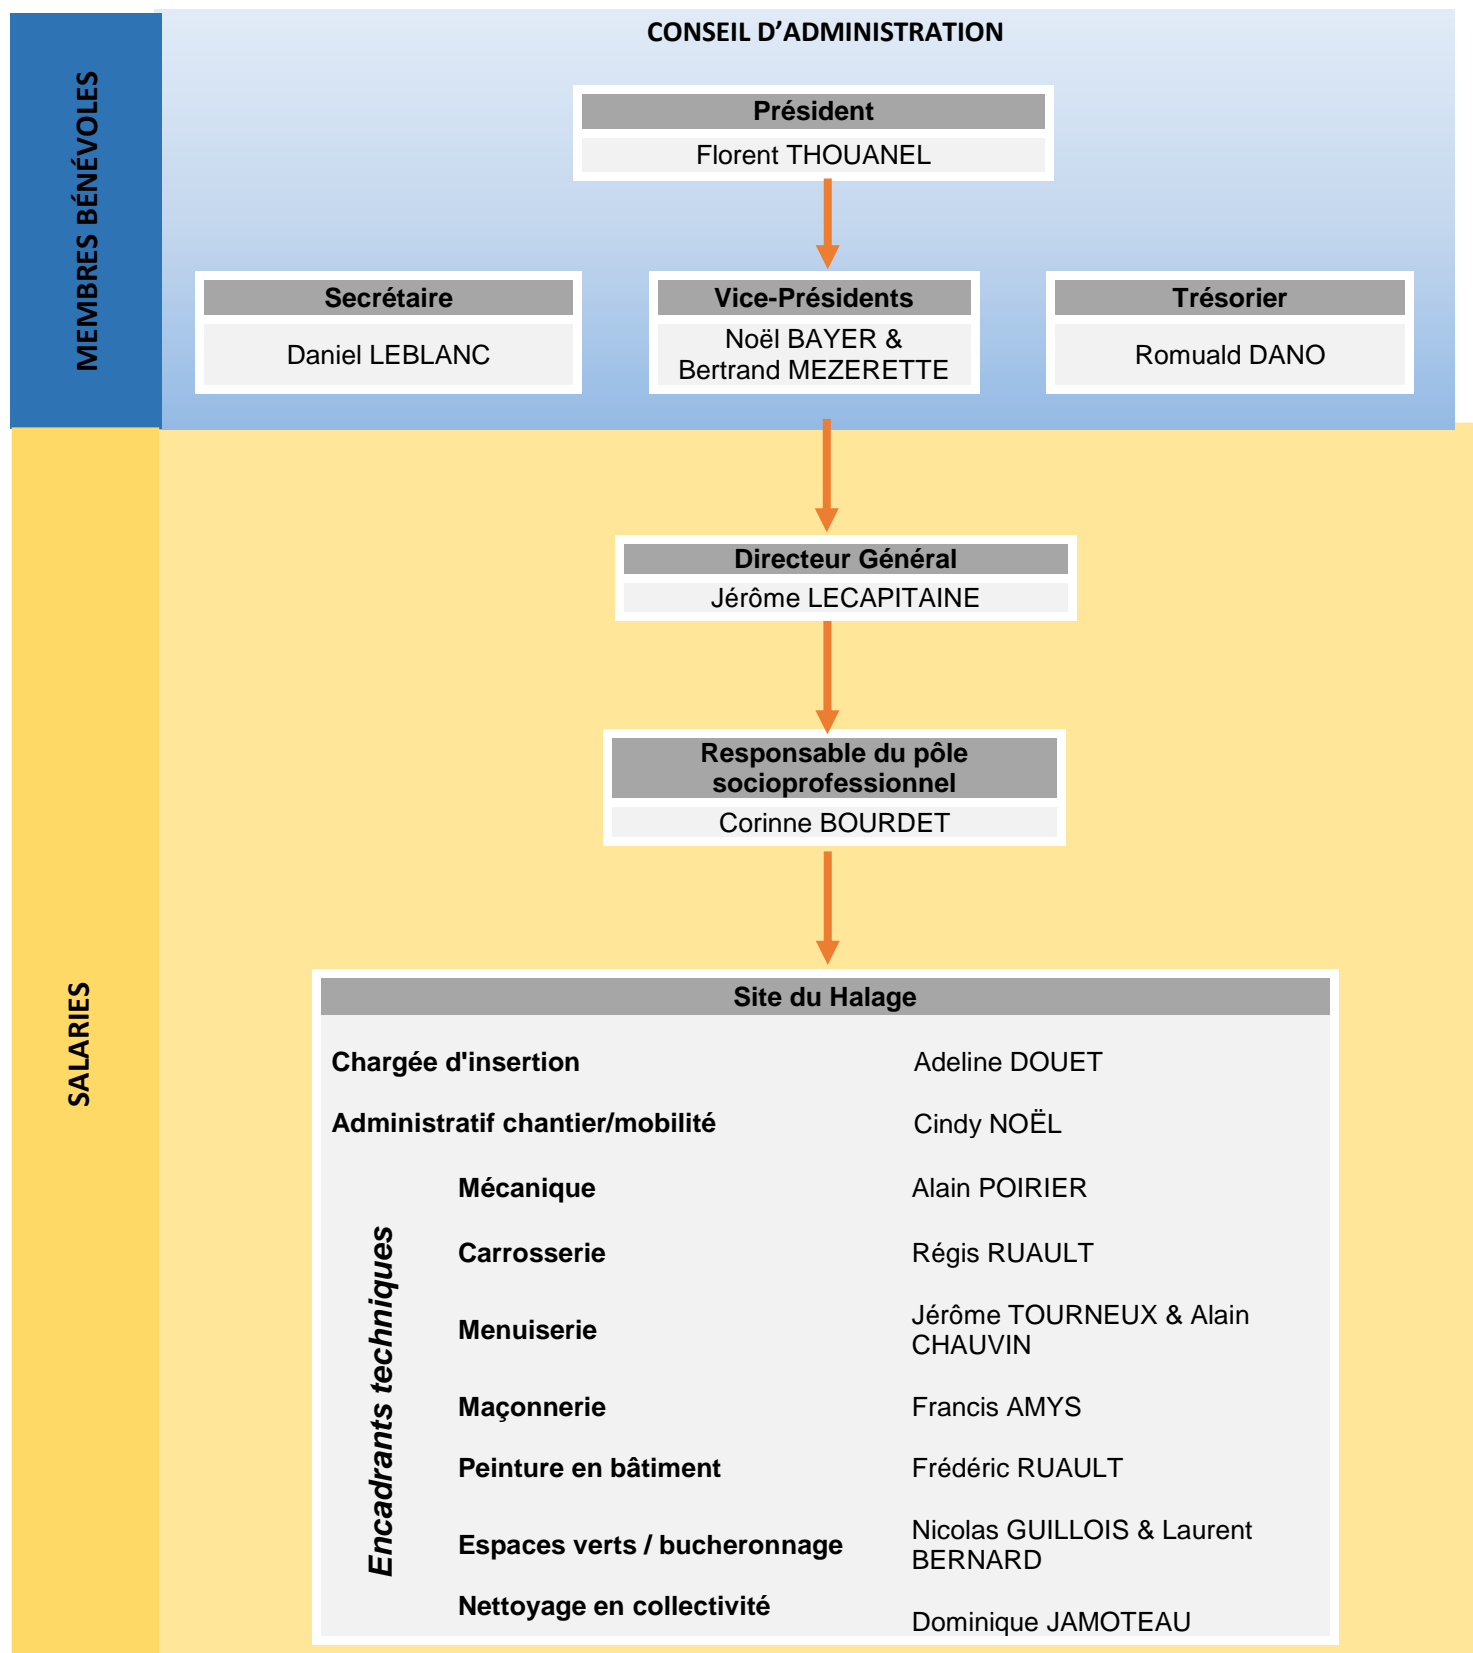 CONSEIL D’ADMINISTRATION
MEMBRES BÉNÉVOLES
Président
Florent THOUANEL
Secrétaire
Daniel LEBLANC
Vice-Présidents
Noël BAYER &
Bertrand MEZERETTE
Trésorier
Romuald DANO
SALARIES
Directeur Général
Jérôme LECAPITAINE
Responsable du pôle
socioprofessionnel
Corinne BOURDET
Site du Halage
Chargée d'insertion
Adeline DOUET
Administratif chantier/mobilité
Cindy NOËL
Encadrants techniques
Mécanique
Alain POIRIER
Carrosserie
Régis RUAULT
Menuiserie
Jérôme TOURNEUX & Alain
CHAUVIN
Maçonnerie
Francis AMYS
Peinture en bâtiment
Frédéric RUAULT
Espaces verts / bucheronnage
Nicolas GUILLOIS & Laurent
BERNARD
Nettoyage en collectivité
Dominique JAMOTEAU